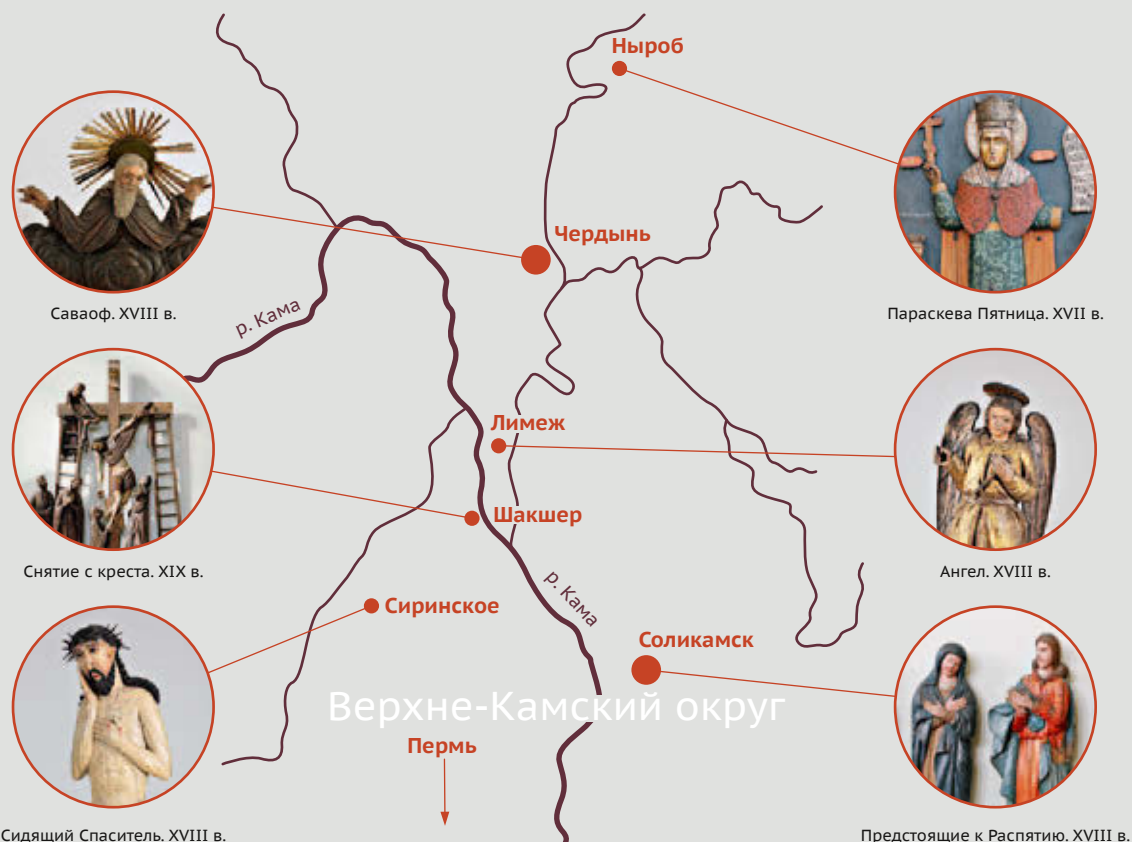 Ныроб
Чердынь
Саваоф. XVIII в.
Параскева Пятница. XVII в.
р. Кама
Лимеж
Шакшер
Снятие с креста. XIX в.
Ангел. XVIII в.
р. Кама
Сиринское
Соликамск
Верхне-Камский округ
Пермь
Сидящий Спаситель. XVIII в.
Предстоящие к Распятию. XVIII в.